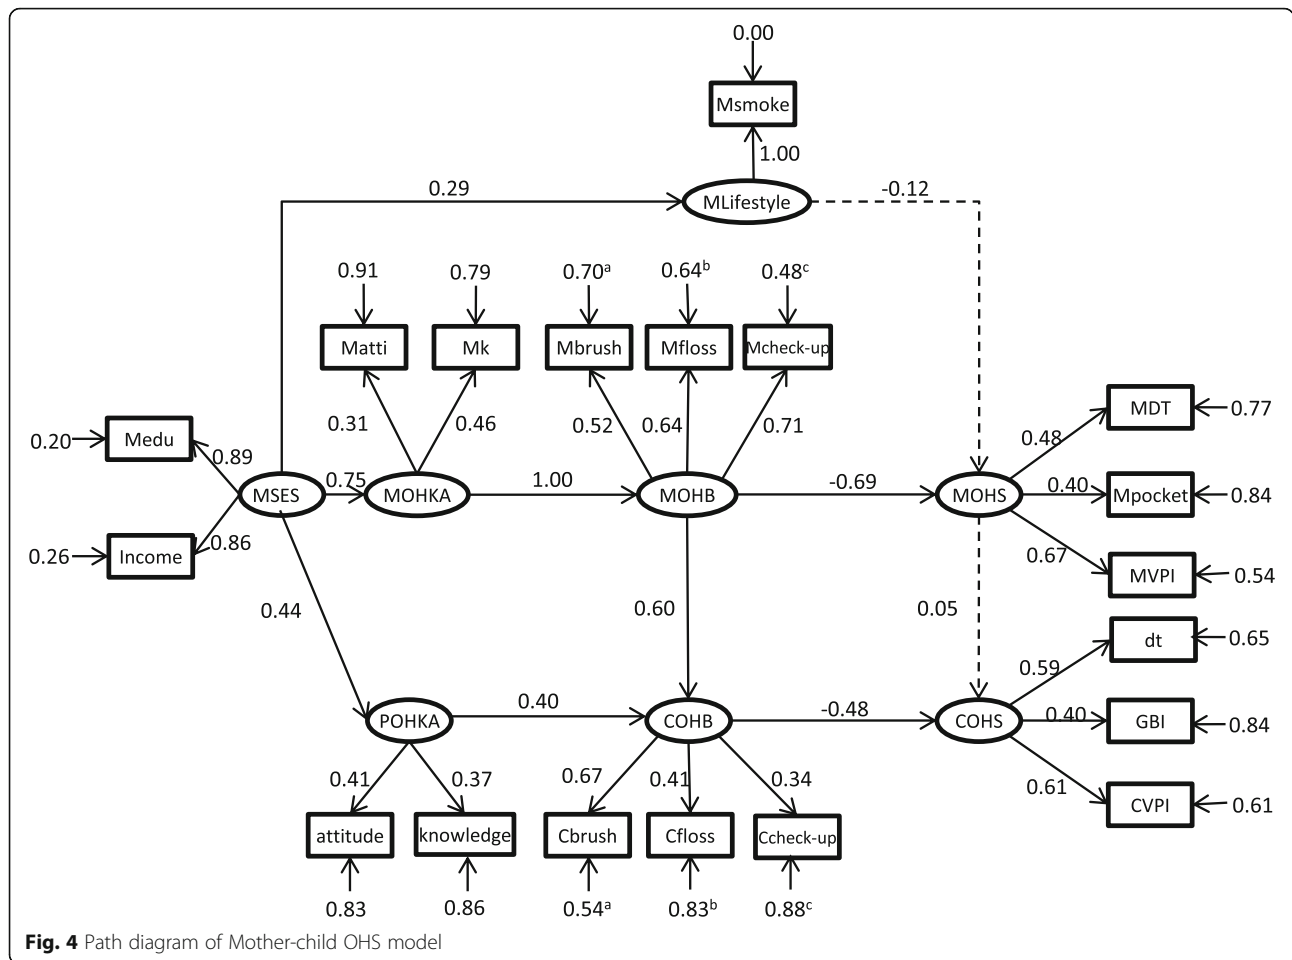 0.00
Msmoke
1.00
0.29
MLifestyle
-0.12
0.91
0.79
0.70ᵃ
0.64ᵇ
0.48ᶜ
Matti
Mk
Mbrush
Mfloss
Mcheck-up
0.31
0.46
0.52
0.64
0.71
MDT
0.77
0.48
0.20
Medu
0.89
MSES
0.75
MOHKA
1.00
MOHB
-0.69
MOHS
0.40
Mpocket
0.84
0.26
Income
0.86
0.67
MVPI
0.54
0.44
0.60
0.05
dt
0.65
0.59
POHKA
0.40
COHB
-0.48
COHS
0.40
GBI
0.84
0.41
0.37
0.67
0.41
0.34
0.61
CVPI
0.61
attitude
knowledge
Cbrush
Cfloss
Ccheck-up
0.83
0.86
0.54ᵃ
0.83ᵇ
0.88ᶜ
Fig. 4 Path diagram of Mother-child OHS model